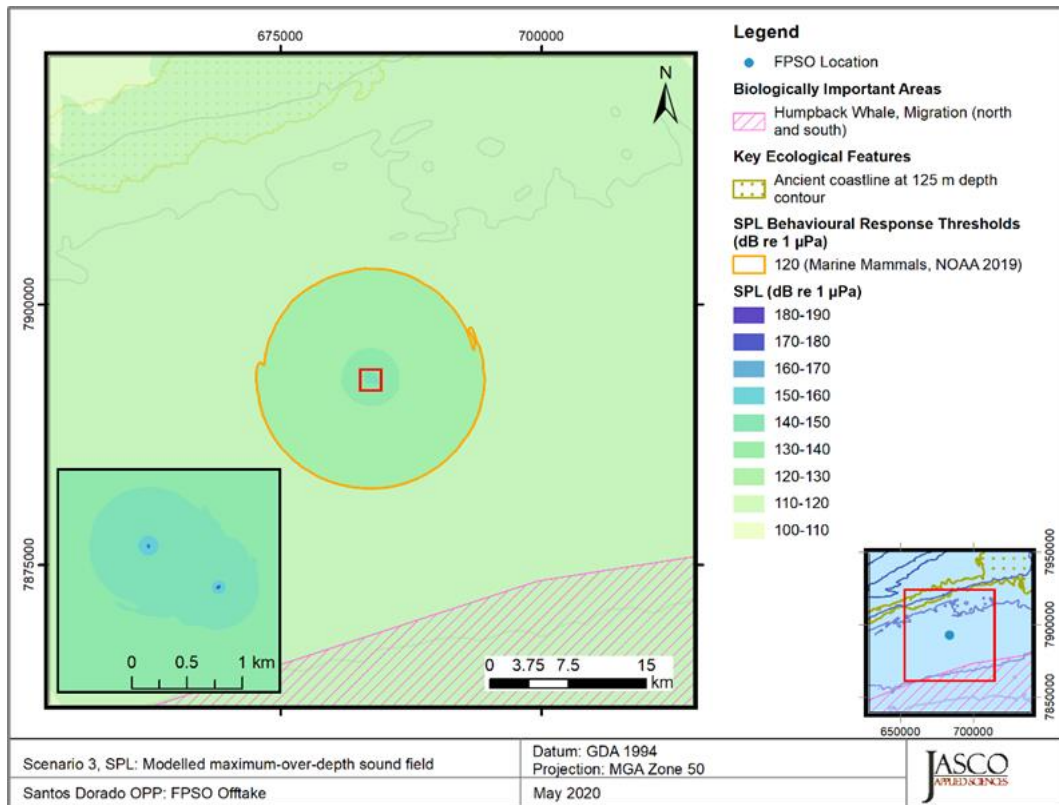 675000
700000
N
7900000
7875000
0 0.5 1 km
0 3.75 7.5 15
km
Legend
FPSO Location
Biologically Important Areas
Humpback Whale, Migration (north
and south)
Key Ecological Features
Ancient coastline at 125 m depth
contour
SPL Behavioural Response Thresholds
(dB re 1 µPa)
120 (Marine Mammals, NOAA 2019)
SPL (dB re 1 µPa)
180-190
170-180
160-170
150-160
140-150
130-140
120-130
110-120
100-110
7950000
7900000
7850000
650000
700000
Scenario 3, SPL: Modelled maximum-over-depth sound field
Santos Dorado OPP: FPSO Offtake
Datum: GDA 1994
Projection: MGA Zone 50
May 2020
JASCO
APPLIED SCIENCES